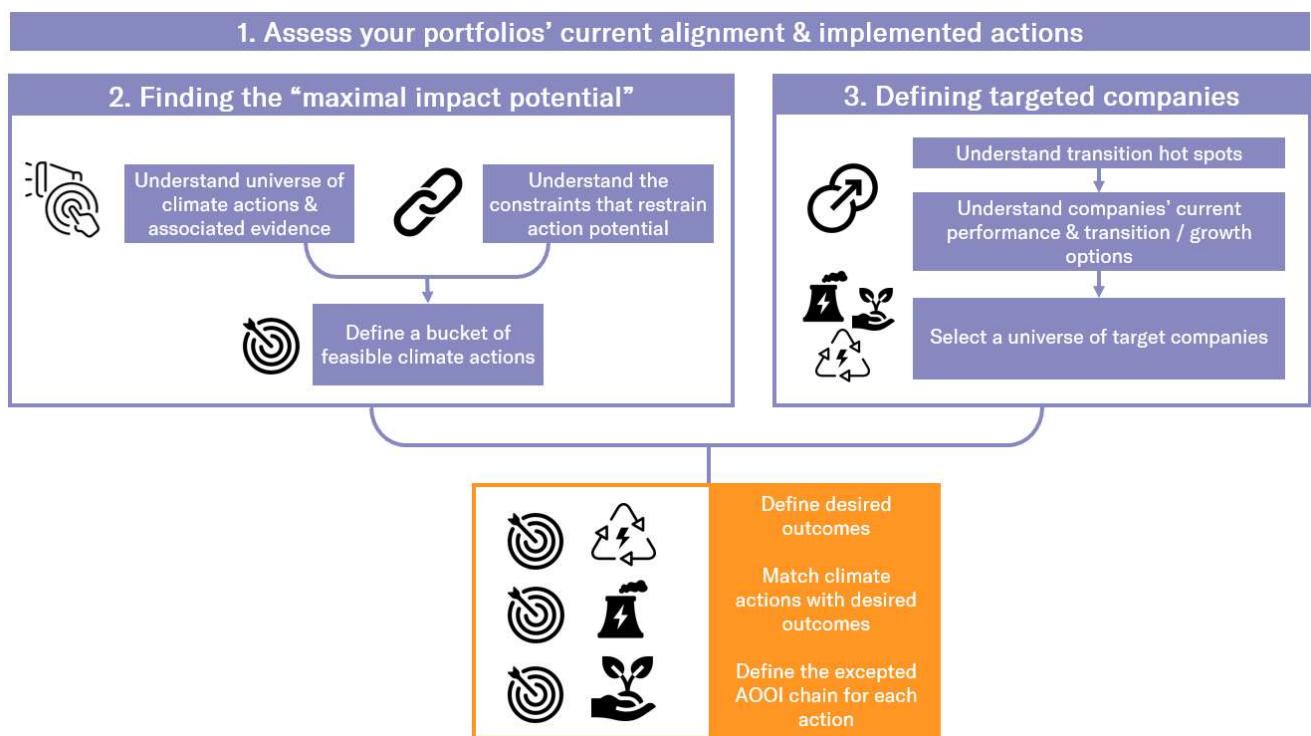 1. Assess your portfolios' current alignment & implemented actions
2. Finding the “maximal impact potential”
Understand universe of
climate actions &
associated evidence
Understand the
constraints that restrain
action potential
Define a bucket of
feasible climate actions
3. Defining targeted companies
Understand transition hot spots
Understand companies' current
performance & transition / growth
options
Select a universe of target companies
Define desired
outcomes
Match climate
actions with desired
outcomes
Define the excepted
AOOI chain for each
action